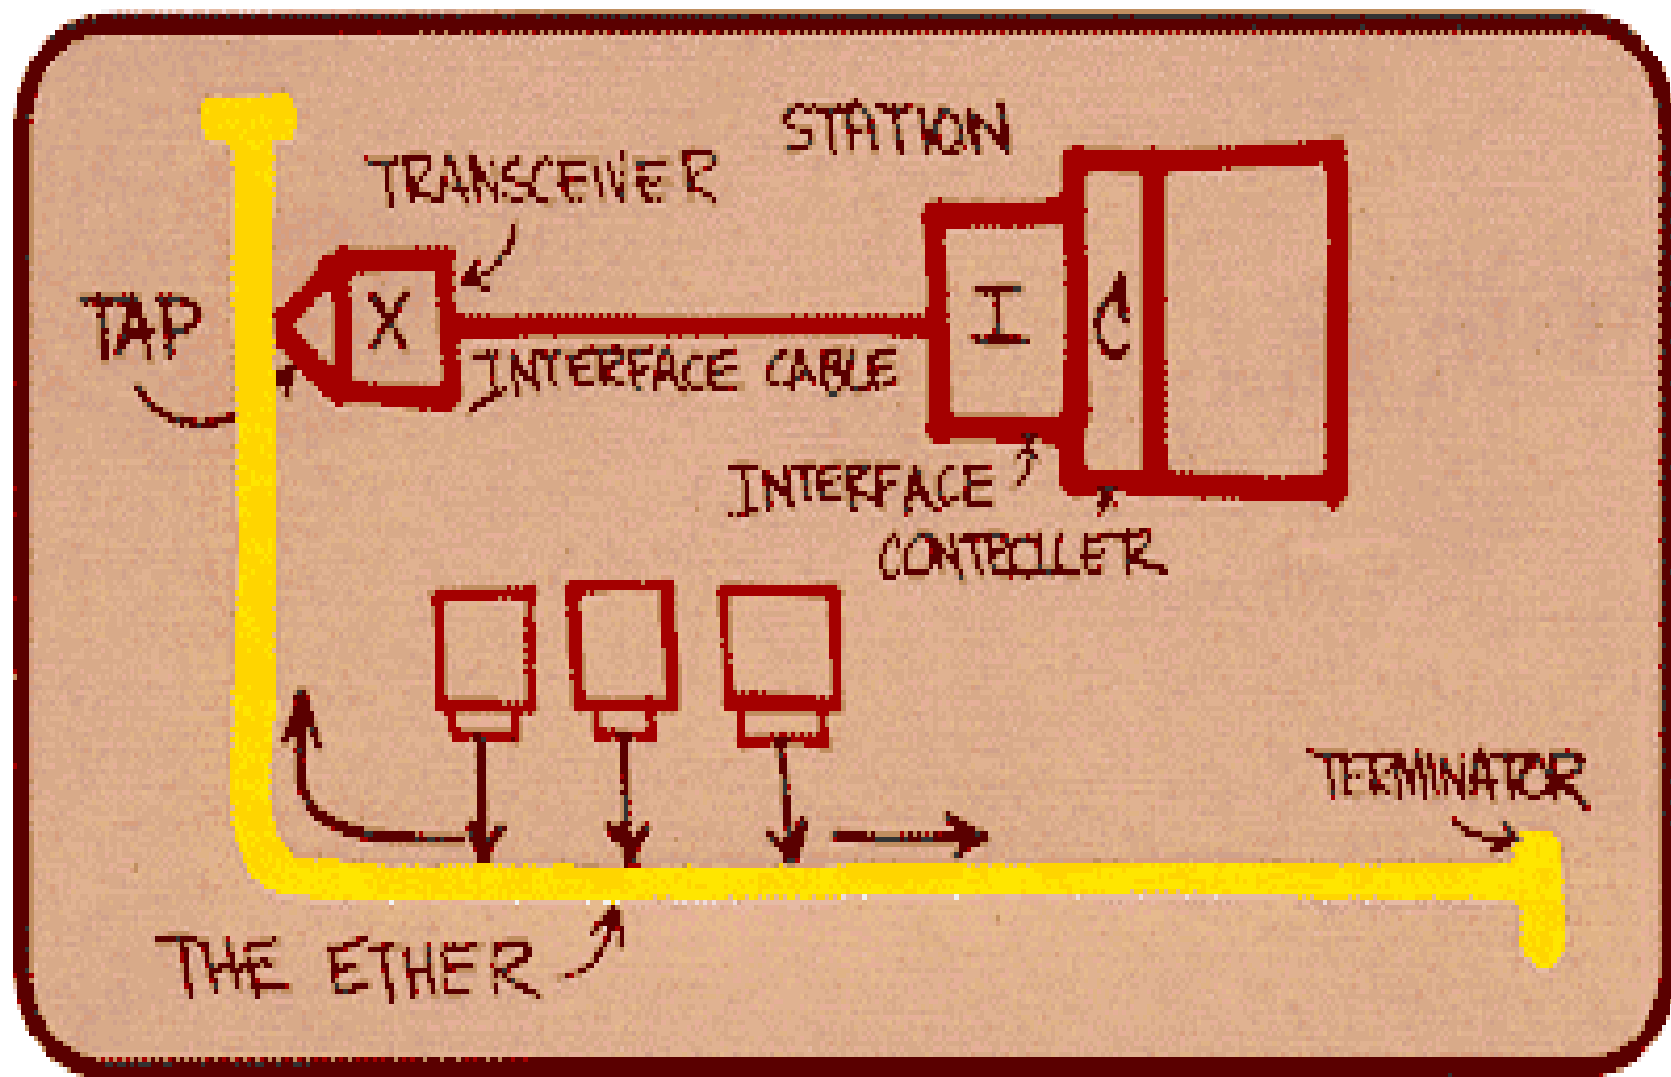 STATION
TRANSCEIVER
TAP
X
I
C
INTERFACE CABLE
INTERFACE
CONTROLLER
TERMINATOR
THE ETHER